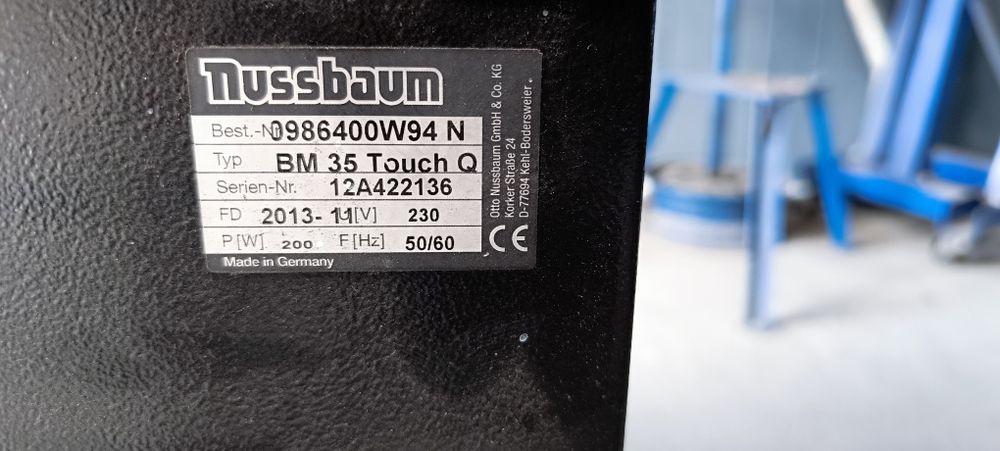 Nussbaum
Best.-Nr 0986400W94 N
Typ BM 35 Touch Q
Serien-Nr. 12A422136
FD 2013-11 U[V] 230
P[W] 200 F[Hz] 50/60
Made in Germany
Otto Nussbaum GmbH & Co. KG
Korker Straße 24
D-77694 Kehl-Bodersweier
CE